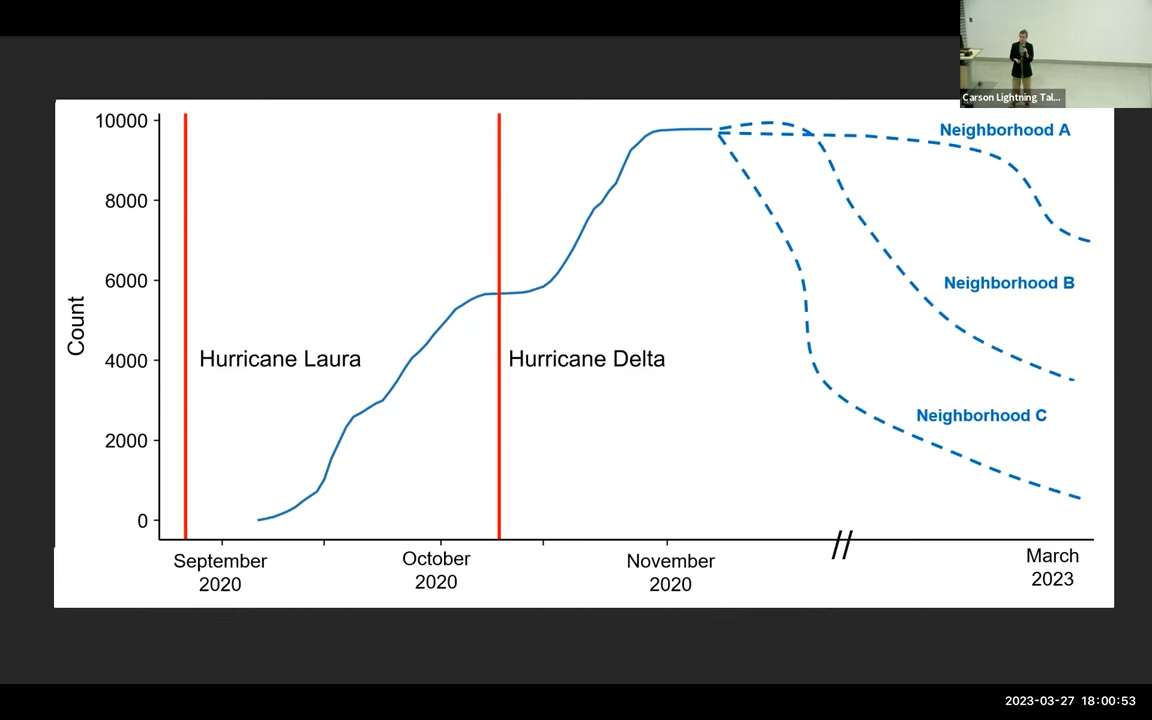 Carson Lightning Tal...
10000
8000
6000
4000
2000
0
Count
Hurricane Laura
Hurricane Delta
Neighborhood A
Neighborhood B
Neighborhood C
September
2020
October
2020
November
2020
March
2023
2023-03-27 18:00:53